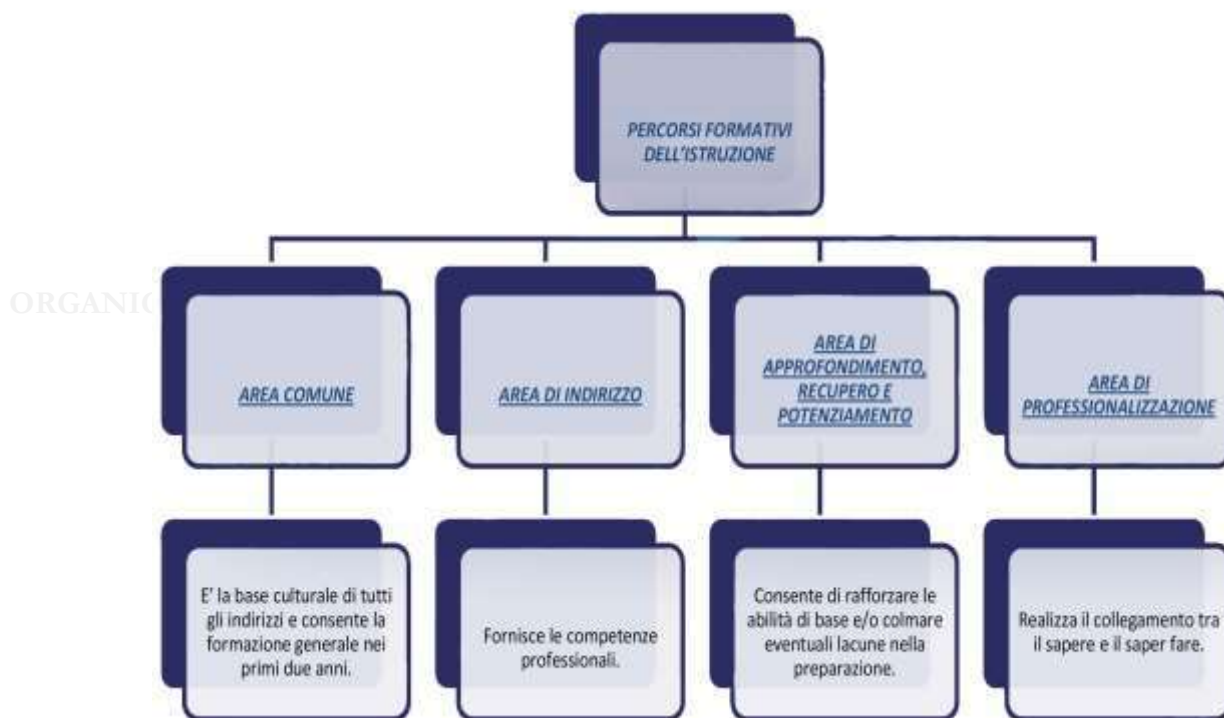 PERCORSI FORMATIVI
DELL'ISTRUZIONE
ORGANIC
AREA COMUNE
AREA DI INDIRIZZO
AREA DI
APPROFONDIMENTO,
RECUPERO E
POTENZIAMENTO
AREA DI
PROFESSIONALIZZAZIONE
E' la base culturale di tutti
gli indirizzi e consente la
formazione generale nei
primi due anni.
Fornisce le competenze
professionali.
Consente di rafforzare le
abilità di base e/o colmare
eventuali lacune nella
preparazione.
Realizza il collegamento tra
il sapere e il saper fare.